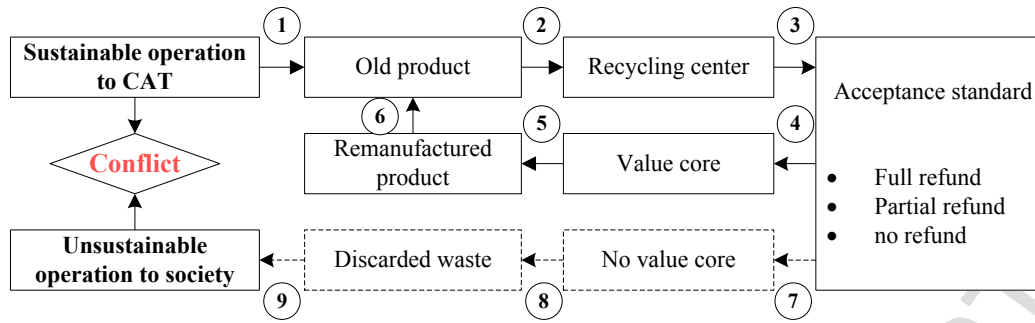 1
2
3
Sustainable operation
to CAT
Old product
Recycling center
Acceptance standard
6
5
4
Conflict
Remanufactured
product
Value core
• Full refund
• Partial refund
• no refund
Unsustainable
operation to society
Discarded waste
No value core
9
8
7